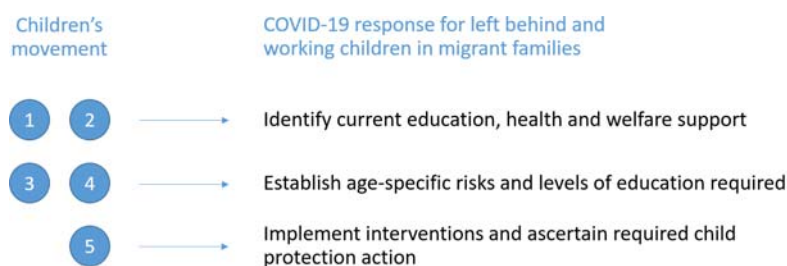 Children's
movement
COVID-19 response for left behind and
working children in migrant families
1 2 Identify current education, health and welfare support
3 4 Establish age-specific risks and levels of education required
5 Implement interventions and ascertain required child
protection action